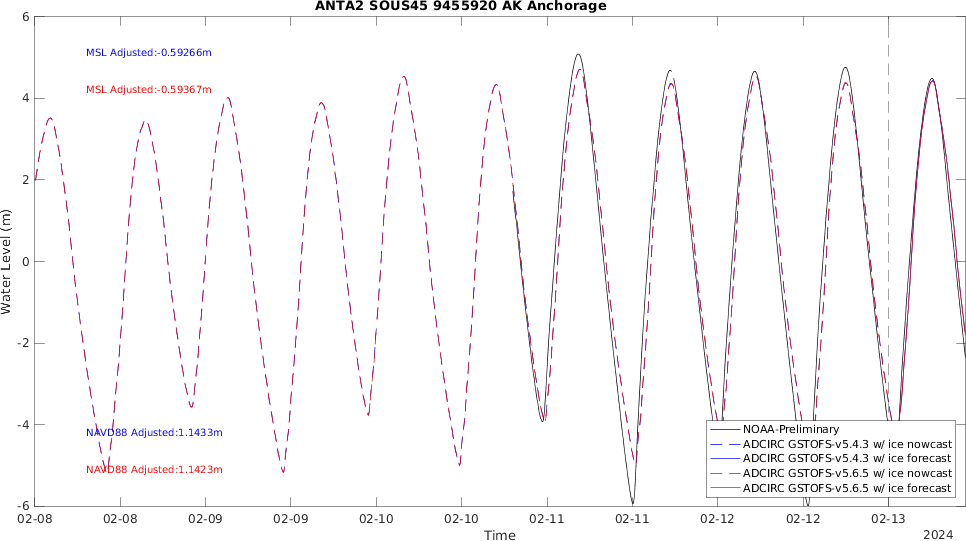 ANTA2 SOUS45 9455920 AK Anchorage
6
4
2
0
-2
-4
-6
Water Level (m)
MSL Adjusted:-0.59266m
MSL Adjusted:-0.59367m
NAVD88 Adjusted:1.1433m
NAVD88 Adjusted:1.1423m
NOAA-Preliminary
ADCIRC GSTOFS-v5.4.3 w/ ice nowcast
ADCIRC GSTOFS-v5.4.3 w/ ice forecast
ADCIRC GSTOFS-v5.6.5 w/ ice nowcast
ADCIRC GSTOFS-v5.6.5 w/ ice forecast
02-08 02-08 02-09 02-09 02-10 02-10 02-11 02-11 02-12 02-12 02-13
Time
2024